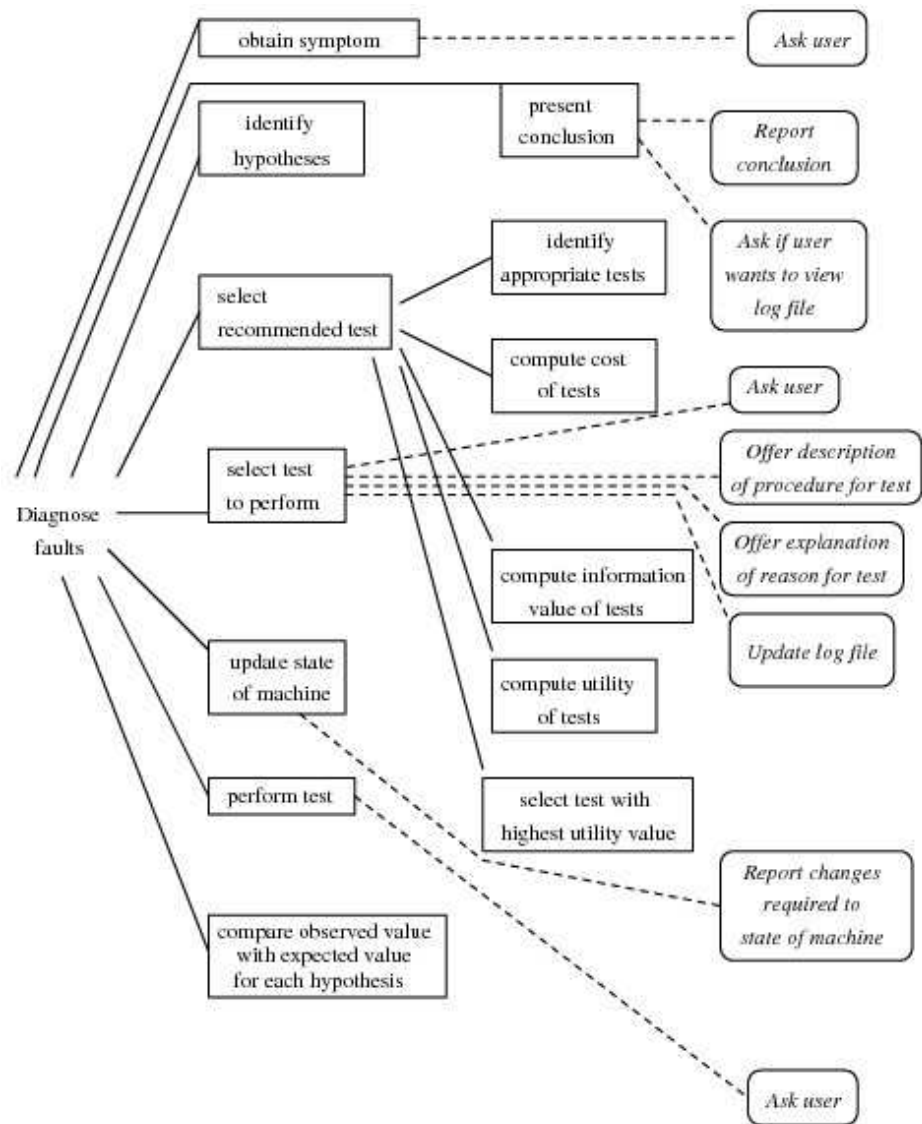 obtain symptom
Ask user
identify
hypotheses
present
conclusion
Report
conclusion
identify
appropriate tests
Ask if user
wants to view
log file
select
recommended test
compute cost
of tests
Ask user
select test
to perform
Offer description
of procedure for test
Diagnose
faults
Offer explanation
of reason for test
compute information
value of tests
update state
of machine
Update log file
compute utility
of tests
perform test
select test with
highest utility value
Report changes
required to
state of machine
compare observed value
with expected value
for each hypothesis
Ask user